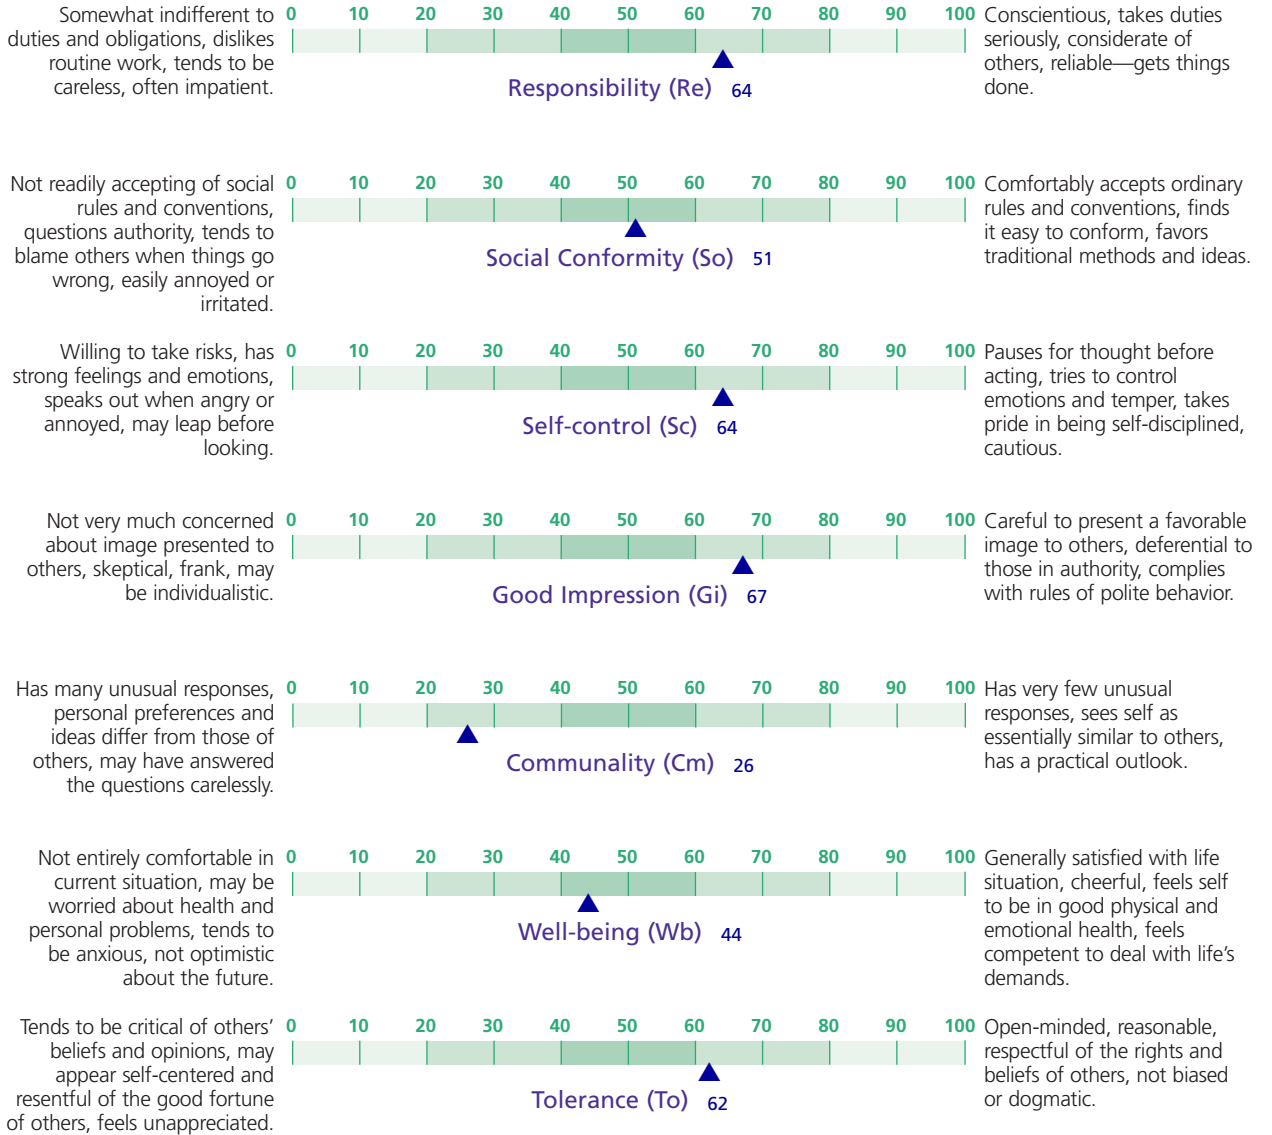 Somewhat indifferent to
duties and obligations, dislikes
routine work, tends to be
careless, often impatient.
0 10 20 30 40 50 60 70 80 90 100
Responsibility (Re) 64
Conscientious, takes duties
seriously, considerate of
others, reliable—gets things
done.
Not readily accepting of social
rules and conventions,
questions authority, tends to
blame others when things go
wrong, easily annoyed or
irritated.
0 10 20 30 40 50 60 70 80 90 100
Social Conformity (So) 51
Comfortably accepts ordinary
rules and conventions, finds
it easy to conform, favors
traditional methods and ideas.
Willing to take risks, has
strong feelings and emotions,
speaks out when angry or
annoyed, may leap before
looking.
0 10 20 30 40 50 60 70 80 90 100
Self-control (Sc) 64
Pauses for thought before
acting, tries to control
emotions and temper, takes
pride in being self-disciplined,
cautious.
Not very much concerned
about image presented to
others, skeptical, frank, may
be individualistic.
0 10 20 30 40 50 60 70 80 90 100
Good Impression (Gi) 67
Careful to present a favorable
image to others, deferential to
those in authority, complies
with rules of polite behavior.
Has many unusual responses,
personal preferences and
ideas differ from those of
others, may have answered
the questions carelessly.
0 10 20 30 40 50 60 70 80 90 100
Communality (Cm) 26
Has very few unusual
responses, sees self as
essentially similar to others,
has a practical outlook.
Not entirely comfortable in
current situation, may be
worried about health and
personal problems, tends to
be anxious, not optimistic
about the future.
0 10 20 30 40 50 60 70 80 90 100
Well-being (Wb) 44
Generally satisfied with life
situation, cheerful, feels self
to be in good physical and
emotional health, feels
competent to deal with life's
demands.
Tends to be critical of others'
beliefs and opinions, may
appear self-centered and
resentful of the good fortune
of others, feels unappreciated.
0 10 20 30 40 50 60 70 80 90 100
Tolerance (To) 62
Open-minded, reasonable,
respectful of the rights and
beliefs of others, not biased
or dogmatic.